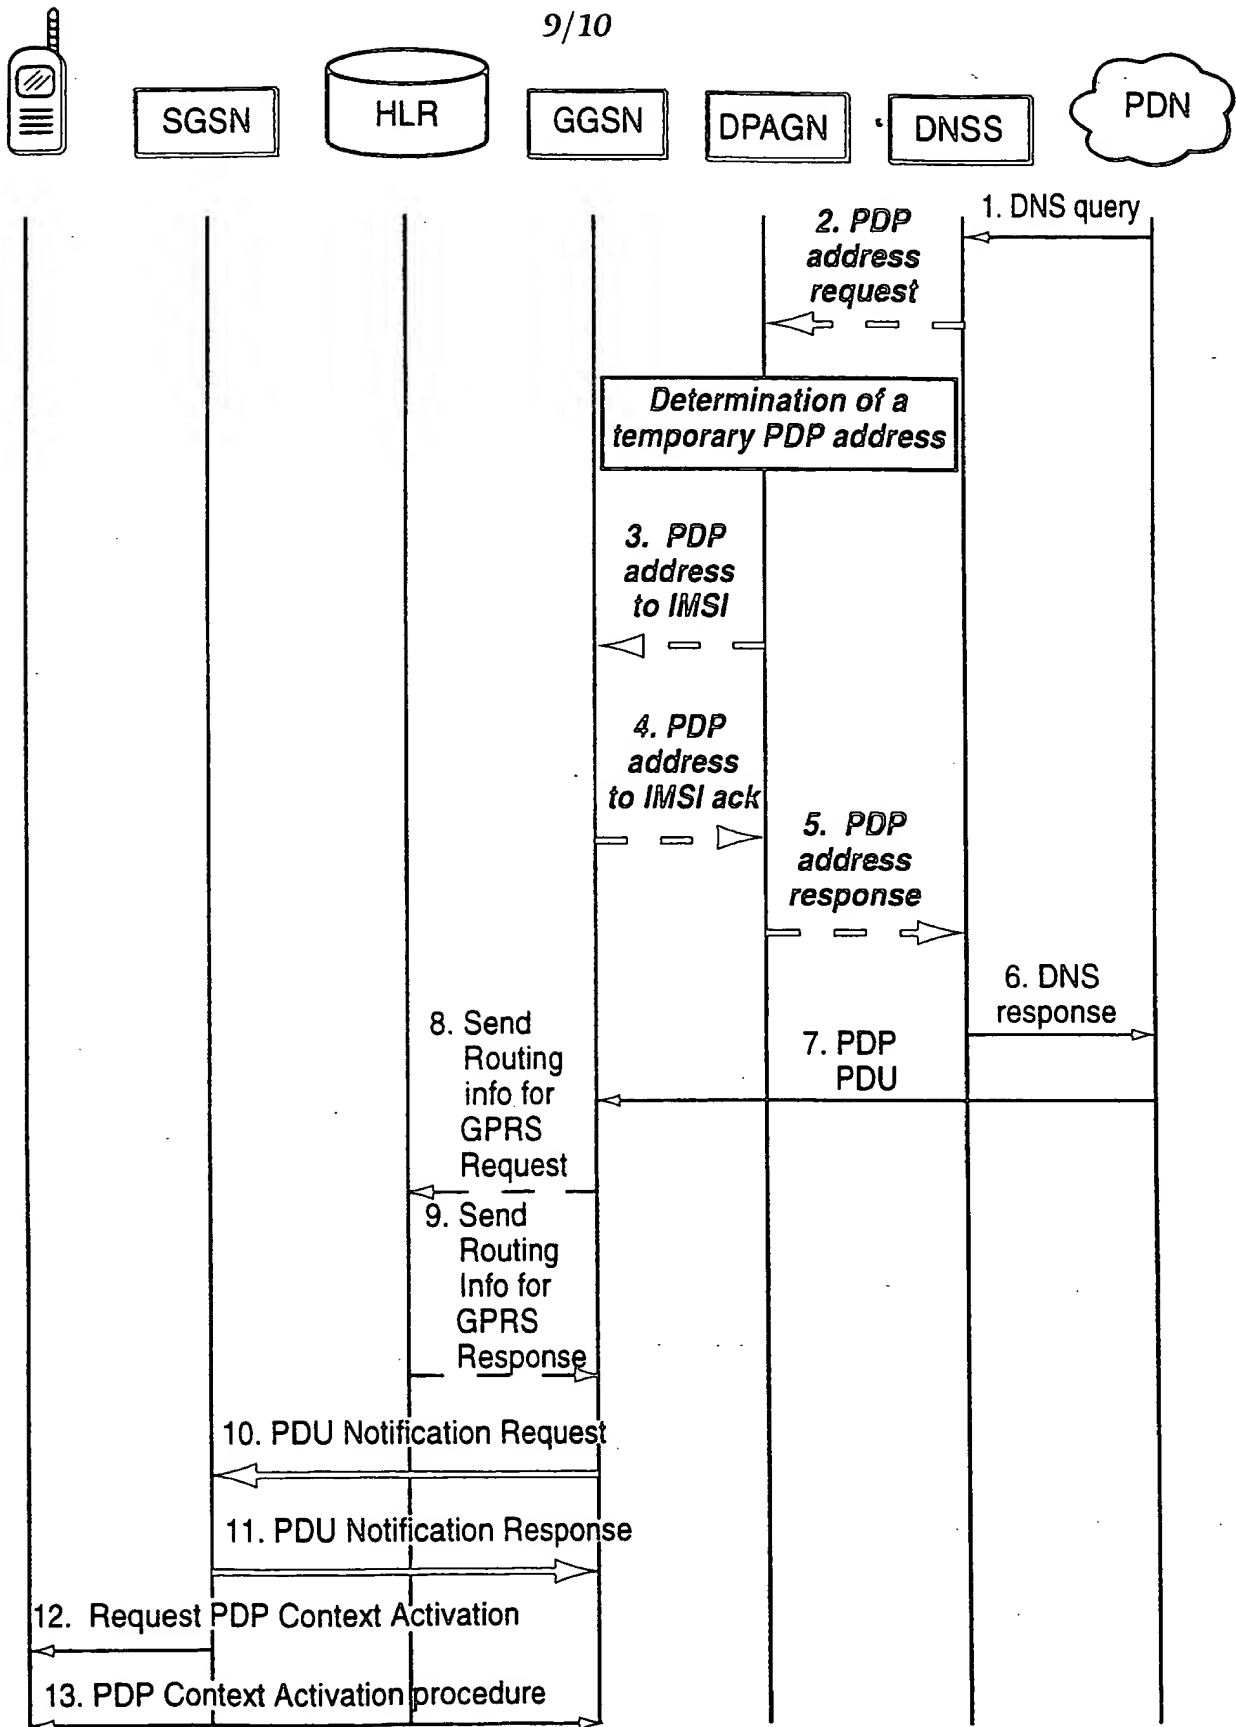 9/10
SGSN
HLR
GGSN
DPAGN
DNSS
PDN
1. DNS query
2. PDP
address
request
Determination of a
temporary PDP address
3. PDP
address
to IMSI
4. PDP
address
to IMSI ack
5. PDP
address
response
6. DNS
response
7. PDP
PDU
8. Send
Routing
info for
GPRS
Request
9. Send
Routing
Info for
GPRS
Response
10. PDU Notification Request
11. PDU Notification Response
12. Request PDP Context Activation
13. PDP Context Activation procedure